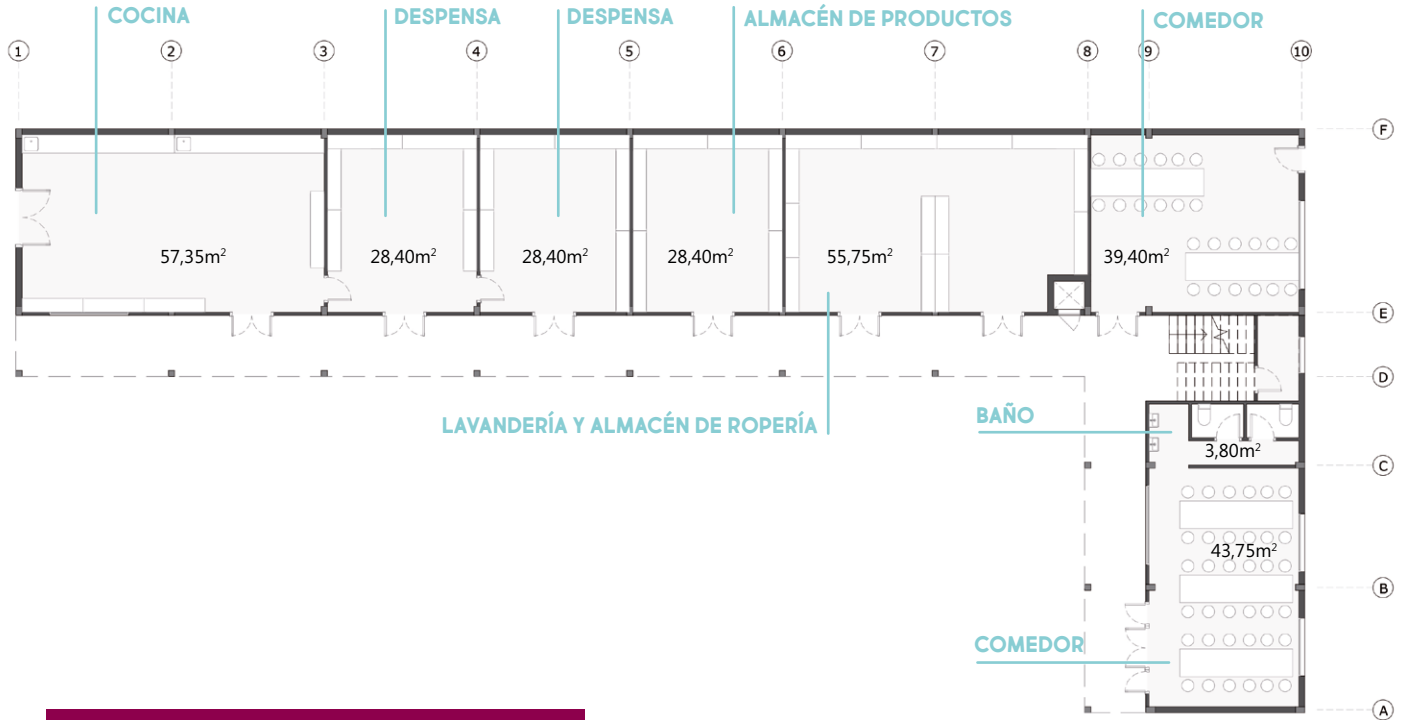 COCINA
DESPENSA
DESPENSA
ALMACÉN DE PRODUCTOS
COMEDOR
1
2
3
4
5
6
7
8
9
10
F
57,35m²
28,40m²
28,40m²
28,40m²
55,75m²
39,40m²
E
D
LAVANDERÍA Y ALMACÉN DE ROPERÍA
BAÑO
3,80m²
C
43,75m²
B
COMEDOR
A